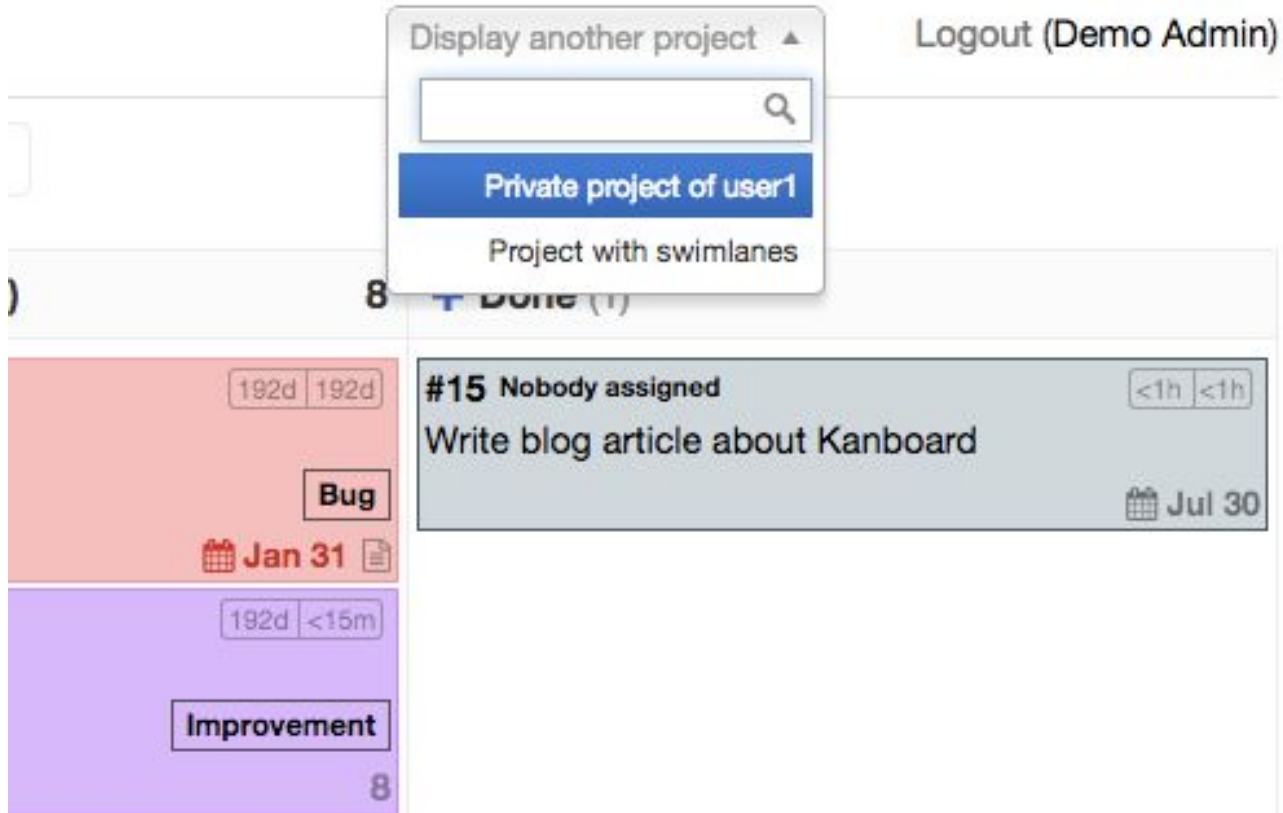 Display another project ▲
Logout (Demo Admin)
Private project of user1
Project with swimlanes
) 8
+ Done (1)
192d 192d
Bug
Jan 31
192d <15m
Improvement
8
#15 Nobody assigned <1h <1h
Write blog article about Kanboard
Jul 30